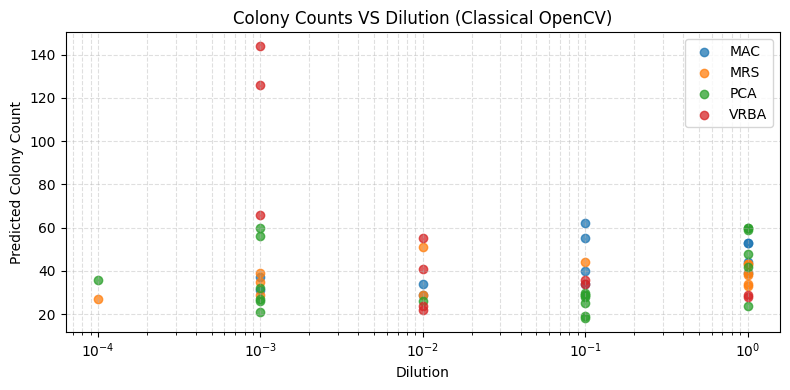 Colony Counts VS Dilution (Classical OpenCV)
Predicted Colony Count
140
120
100
80
60
40
20
MAC
MRS
PCA
VRBA
10⁻⁴ 10⁻³ 10⁻² 10⁻¹ 10⁰
Dilution